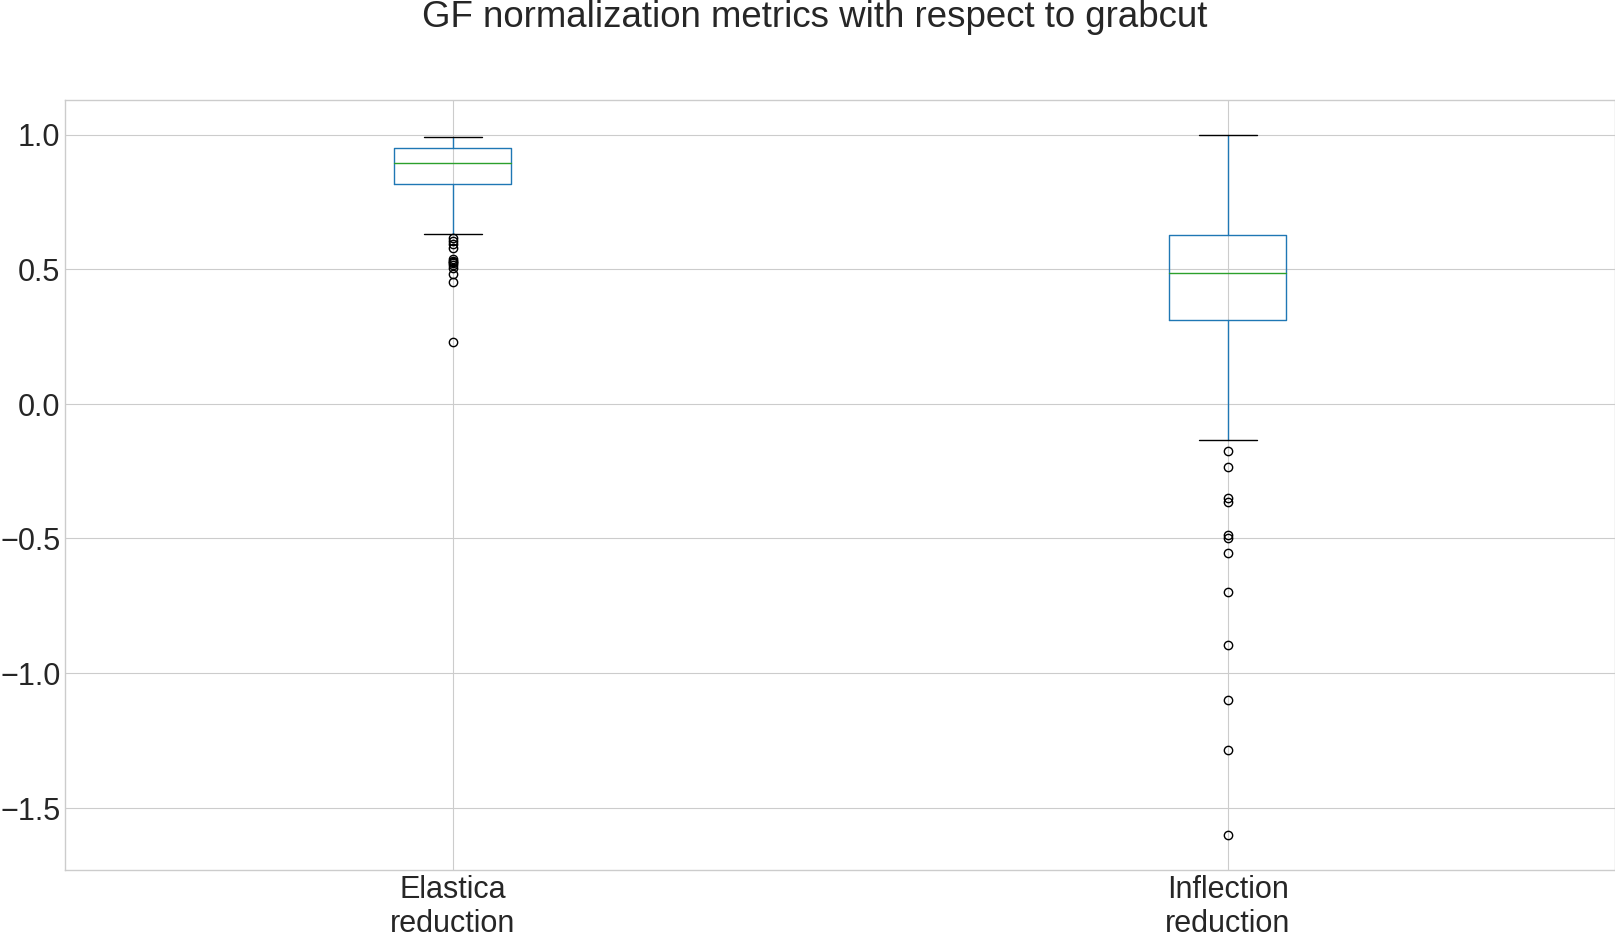 GF normalization metrics with respect to grabcut
1.0
0.5
0.0
−0.5
−1.0
−1.5
Elastica
reduction
Inflection
reduction